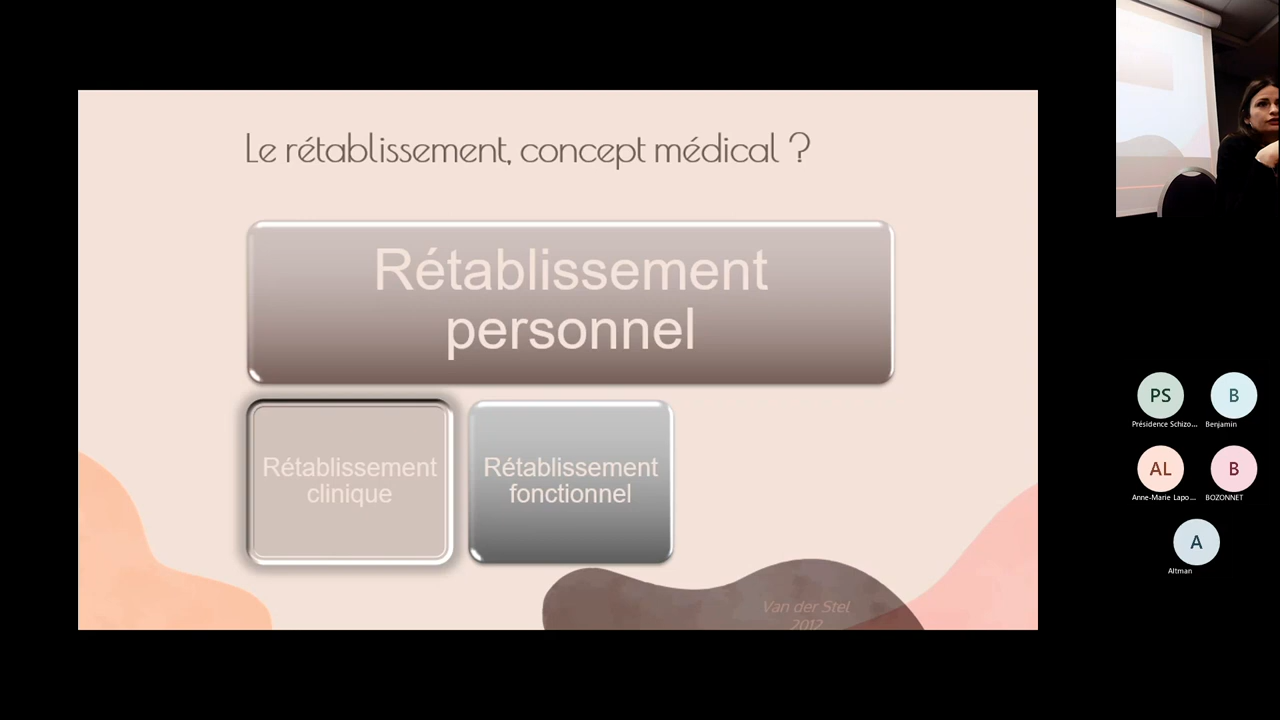 Le rétablissement, concept médical ?
Rétablissement
personnel
Rétablissement
clinique
Rétablissement
fonctionnel
Van der Stel
2012
PS
B
Présidence Schizo...
Benjamin
AL
B
Anne-Marie Lapo...
BOZONNET
A
Altman